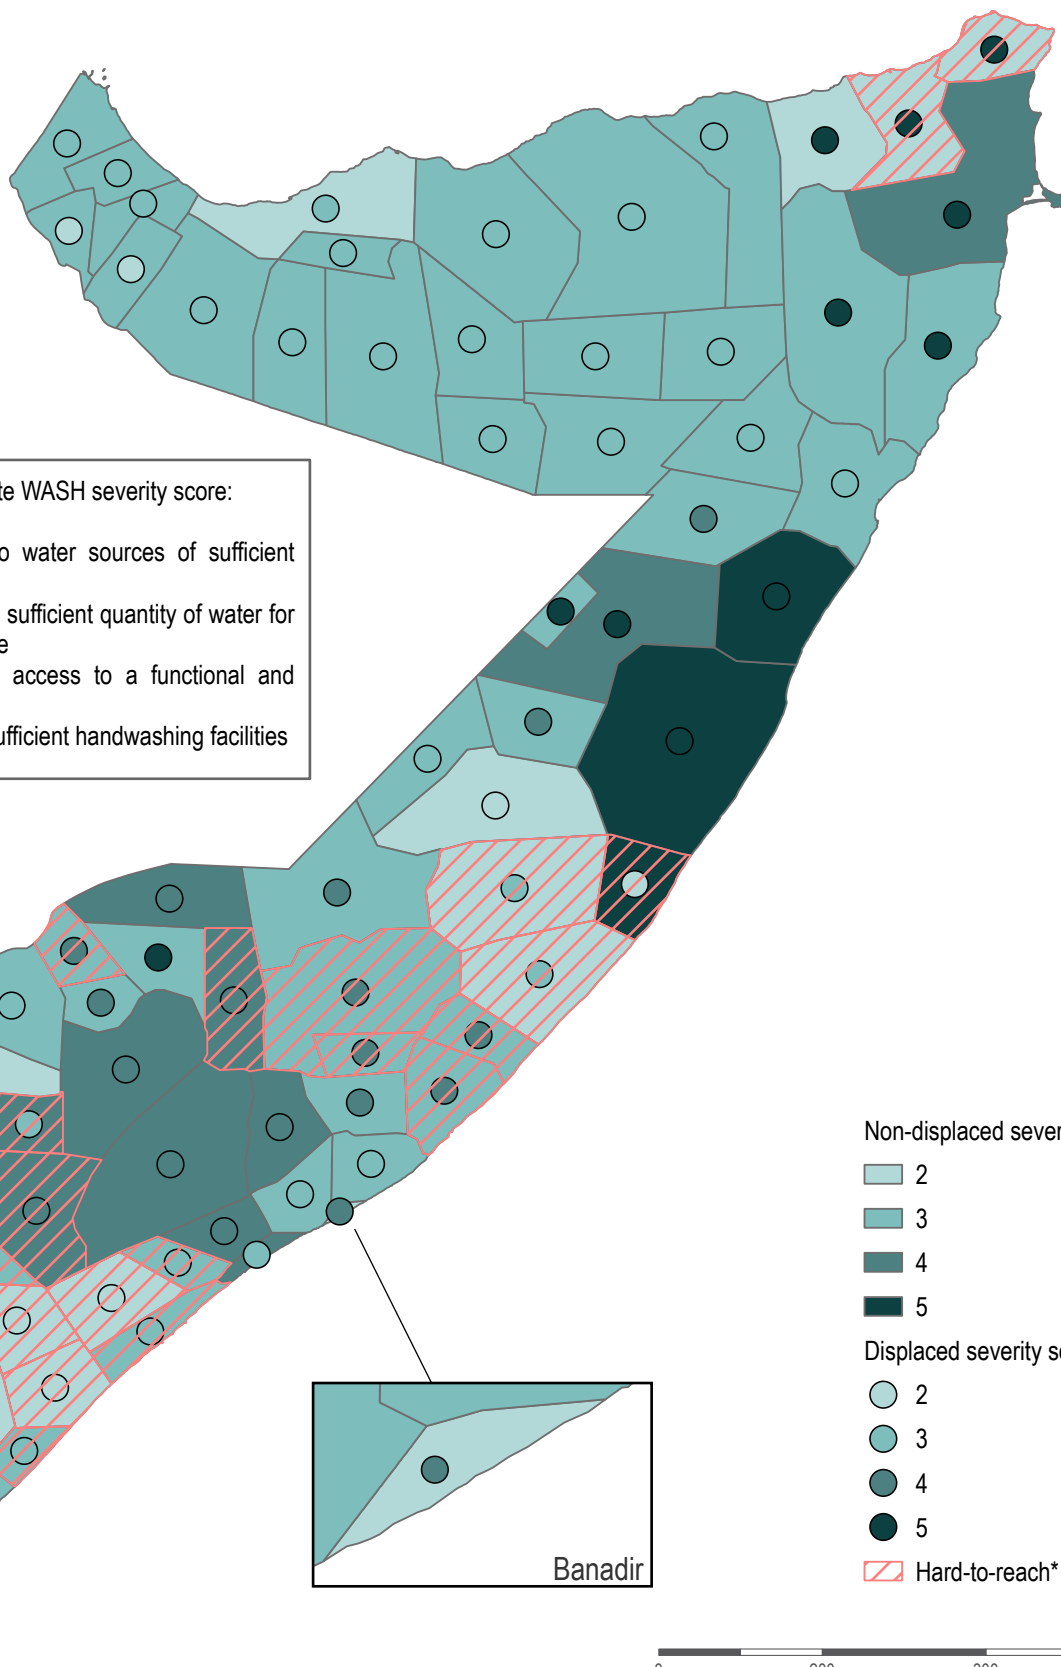 te WASH severity score:
o water sources of sufficient
sufficient quantity of water for
e
access to a functional and
ufficient handwashing facilities
Non-displaced sever
2
3
4
5
Displaced severity s
2
3
4
5
Hard-to-reach*
Banadir